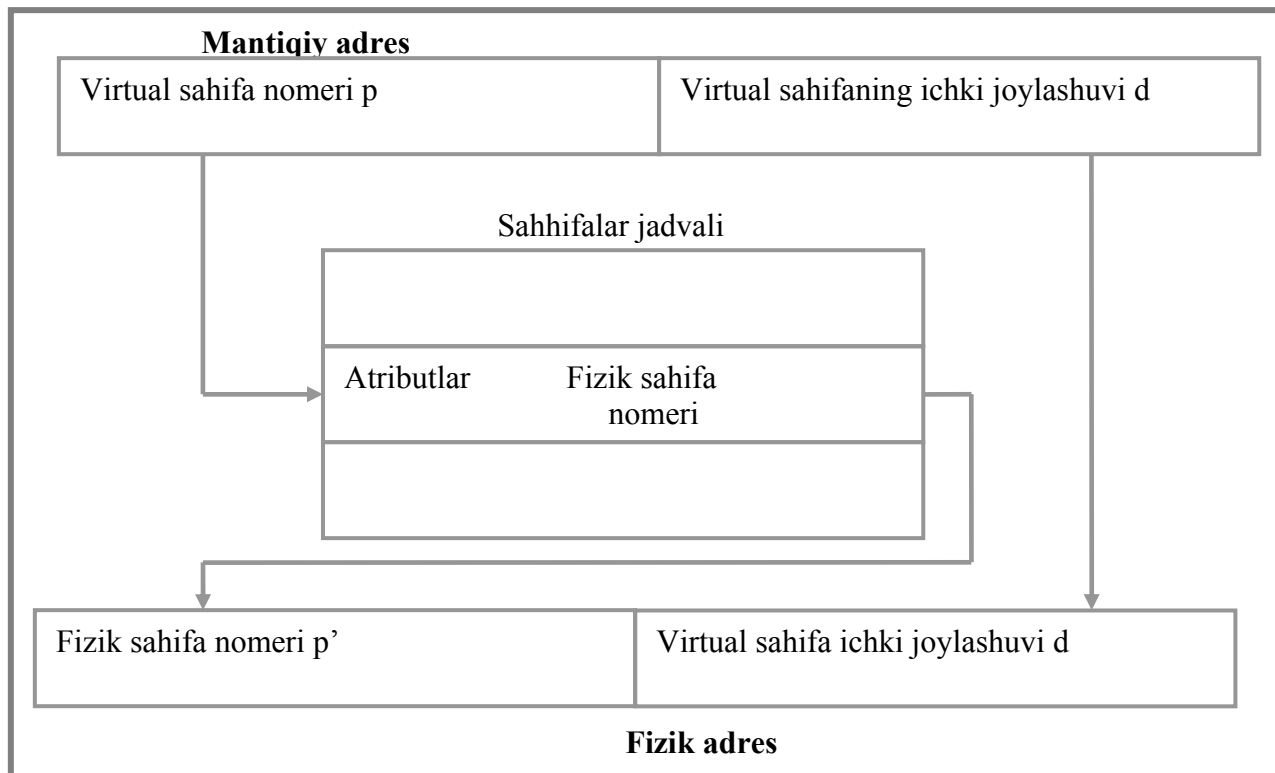 Mantiqiy adres
Virtual sahifa nomeri p
Virtual sahifaning ichki joylashuvi d
Sahhifalar jadvali
Atributlar
Fizik sahifa
nomeri
Fizik sahifa nomeri p’
Virtual sahifa ichki joylashuvi d
Fizik adres